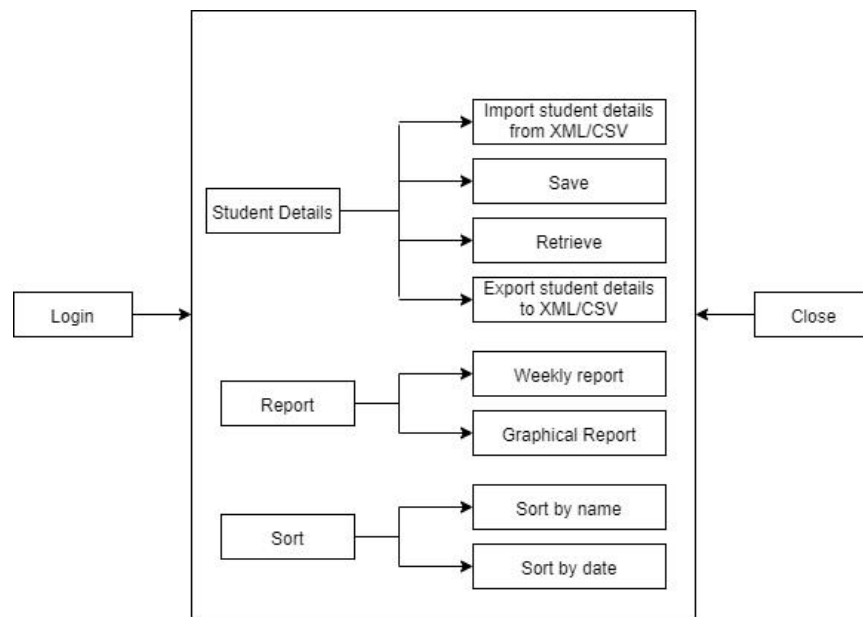 Import student details
from XML/CSV
Save
Student Details
Retrieve
Export student details
to XML/CSV
Login
Close
Weekly report
Report
Graphical Report
Sort by name
Sort
Sort by date